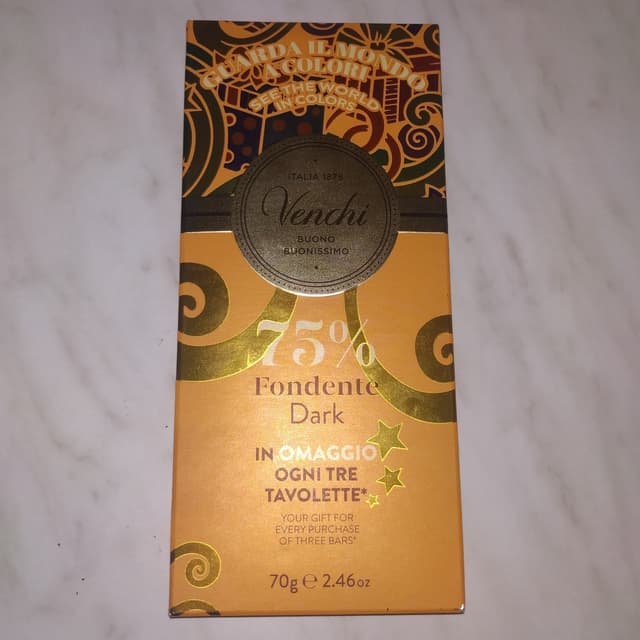 GUARDA IL MONDO
A COLORI
SEE THE WORLD
IN COLORS
ITALIA 1878
Venchi
BUONO
BUONISSIMO
75%
Fondente
Dark
IN OMAGGIO
OGNI TRE
TAVOLETTE*
YOUR GIFT FOR
EVERY PURCHASE
OF THREE BARS*
70g e 2.46oz